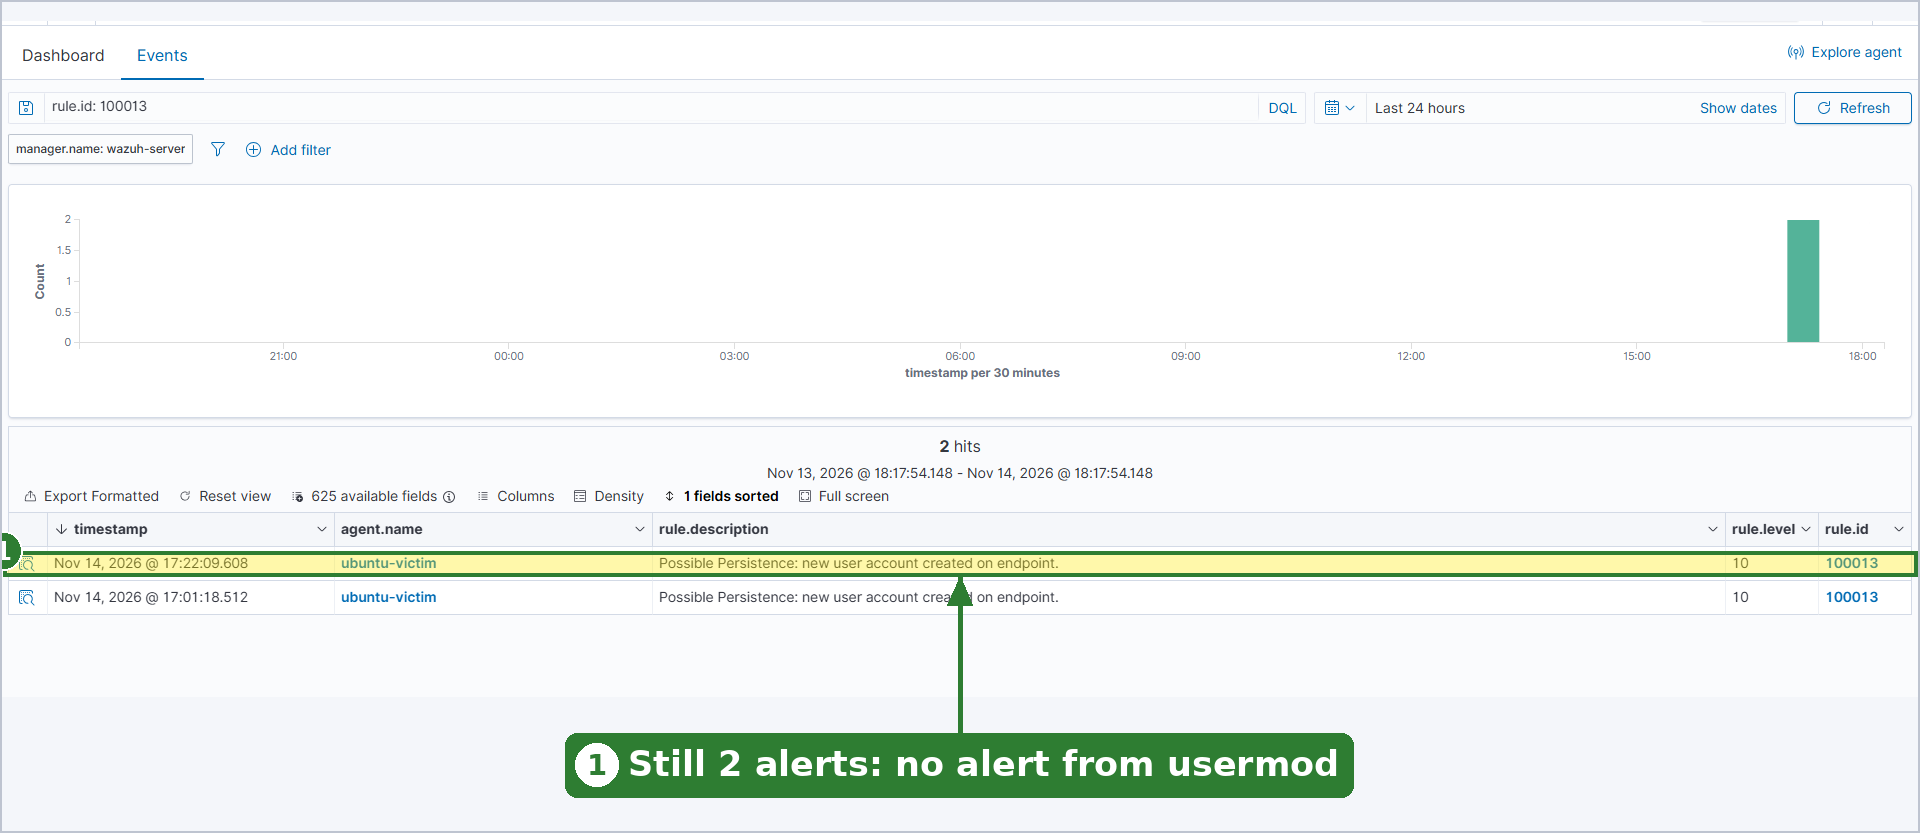 Dashboard Events Explore agent
rule.id: 100013 DQL Last 24 hours Show dates Refresh
manager.name: wazuh-server Add filter
2
1.5
1
0.5
0
Count
21:00 00:00 03:00 06:00 09:00 12:00 15:00 18:00
timestamp per 30 minutes
2 hits
Nov 13, 2026 @ 18:17:54.148 - Nov 14, 2026 @ 18:17:54.148
Export Formatted Reset view 625 available fields Columns Density 1 fields sorted Full screen
timestamp agent.name rule.description rule.level rule.id
1
Nov 14, 2026 @ 17:22:09.608 ubuntu-victim Possible Persistence: new user account created on endpoint. 10 100013
Nov 14, 2026 @ 17:01:18.512 ubuntu-victim Possible Persistence: new user account created on endpoint. 10 100013
1 Still 2 alerts: no alert from usermod